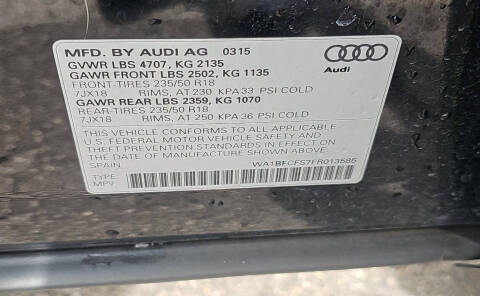 MFD. BY AUDI AG 0315
GVWR LBS 4707, KG 2135
GAWR FRONT LBS 2502, KG 1135
FRONT-TIRES 235/50 R18
7JX18 RIMS, AT 230 KPA 33 PSI COLD
GAWR REAR LBS 2359, KG 1070
REAR-TIRES 235/50 R18
7JX18 RIMS, AT 250 KPA 36 PSI COLD
Audi
THIS VEHICLE CONFORMS TO ALL APPLICABLE
U.S. FEDERAL MOTOR VEHICLE SAFETY AND
THEFT PREVENTION STANDARDS IN EFFECT ON
THE DATE OF MANUFACTURE SHOWN ABOVE.
SPAIN WA1BFCFS7FR013585
TYPE:
MPV